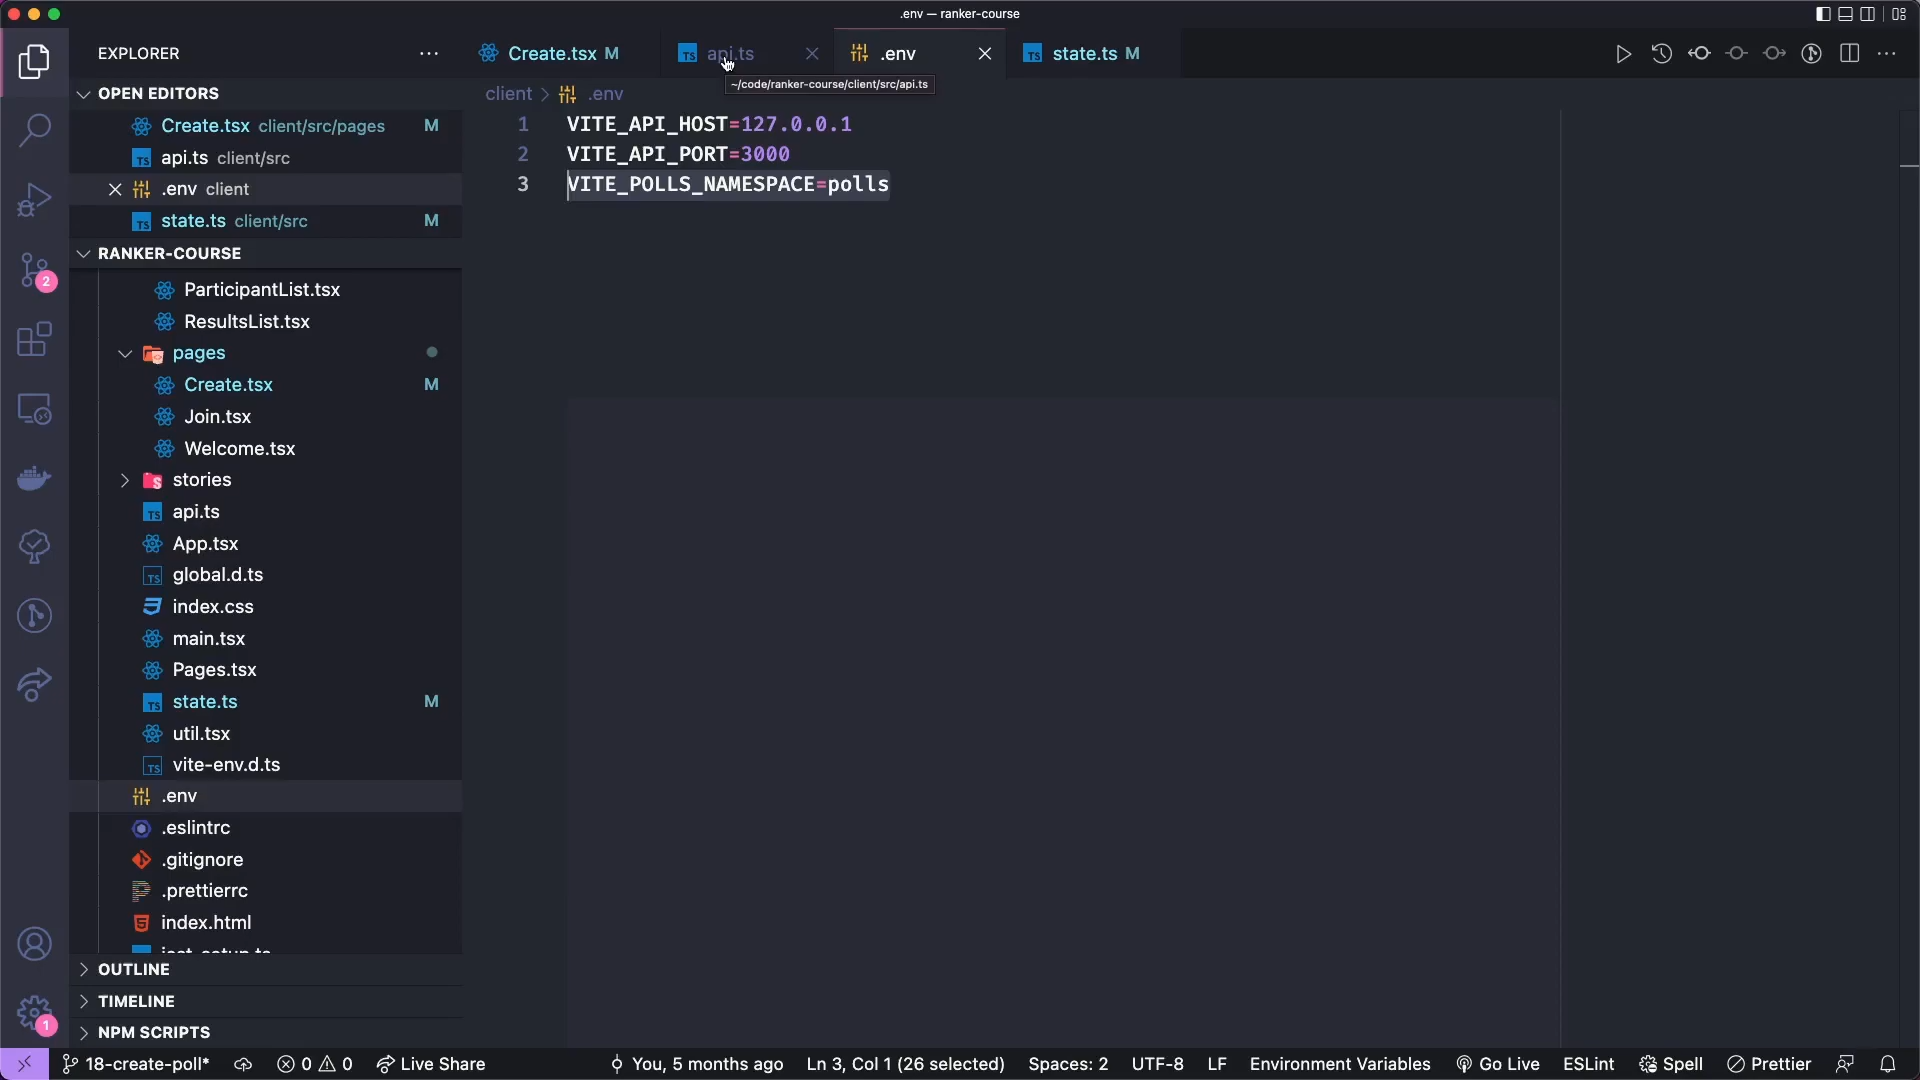 .env — ranker-course
EXPLORER
Create.tsx M
api.ts
.env
state.ts M
~/code/ranker-course/client/src/api.ts
OPEN EDITORS
Create.tsx client/src/pages M
api.ts client/src
.env client
state.ts client/src M
RANKER-COURSE
ParticipantList.tsx
ResultsList.tsx
pages
Create.tsx M
Join.tsx
Welcome.tsx
stories
api.ts
App.tsx
global.d.ts
index.css
main.tsx
Pages.tsx
state.ts M
util.tsx
vite-env.d.ts
.env
.eslintrc
.gitignore
.prettierrc
index.html
OUTLINE
TIMELINE
NPM SCRIPTS
2
1
client > .env
1 VITE_API_HOST=127.0.0.1
2 VITE_API_PORT=3000
3 VITE_POLLS_NAMESPACE=polls
18-create-poll* 0 0 Live Share You, 5 months ago Ln 3, Col 1 (26 selected) Spaces: 2 UTF-8 LF Environment Variables Go Live ESLint Spell Prettier